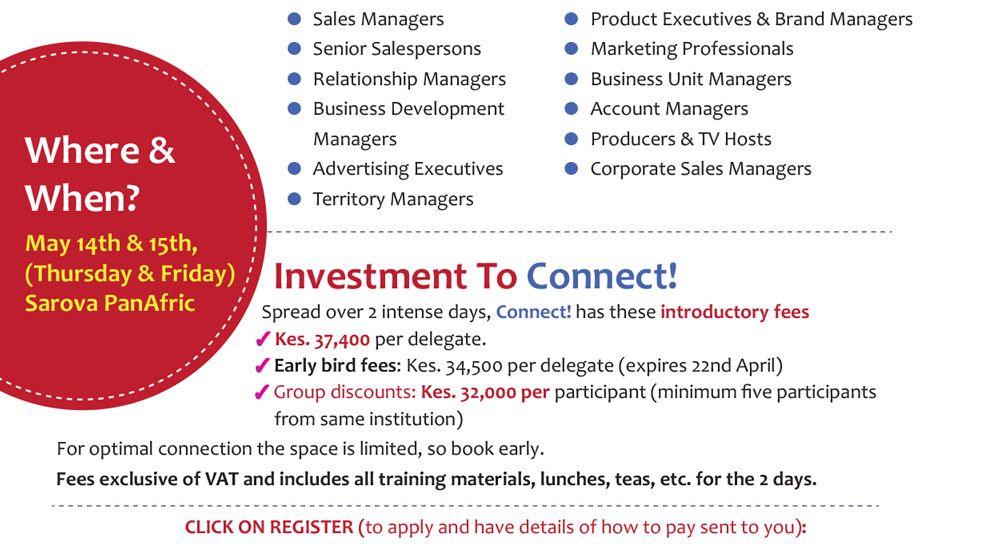 Sales Managers
Senior Salespersons
Relationship Managers
Business Development
Managers
Advertising Executives
Territory Managers
Product Executives & Brand Managers
Marketing Professionals
Business Unit Managers
Account Managers
Producers & TV Hosts
Corporate Sales Managers
Where &
When?
May 14th & 15th,
(Thursday & Friday)
Sarova PanAfric
Investment To Connect!
Spread over 2 intense days, Connect! has these introductory fees
✓ Kes. 37,400 per delegate.
✓ Early bird fees: Kes. 34,500 per delegate (expires 22nd April)
✓ Group discounts: Kes. 32,000 per participant (minimum five participants
from same institution)
For optimal connection the space is limited, so book early.
Fees exclusive of VAT and includes all training materials, lunches, teas, etc. for the 2 days.
CLICK ON REGISTER (to apply and have details of how to pay sent to you):